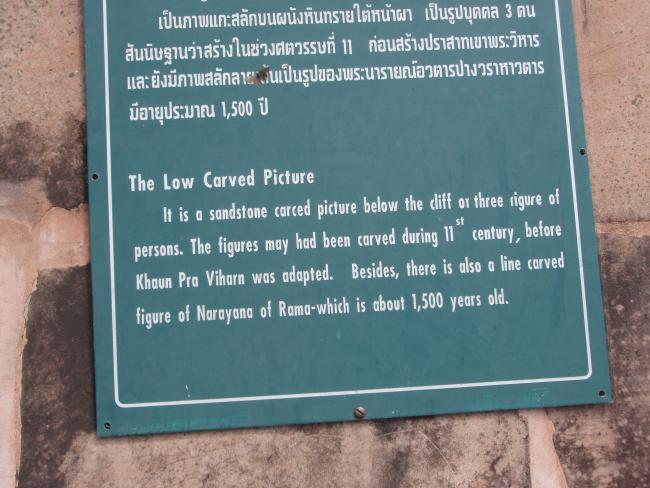 เป็นภาพแกะสลักบนผนังหินทรายใต้หน้าผา เป็นรูปบุคคล 3 คน
สันนิษฐานว่าสร้างในช่วงศตวรรษที่ 11 ก่อนสร้างปราสาทเขาพระวิหาร
และยังมีภาพสลักลายเส้นเป็นรูปของพระนารายณ์อวตารปางวราหาวตาร
มีอายุประมาณ 1,500 ปี
The Low Carved Picture
It is a sandstone carced picture below the cliff or three rigure of
persons. The figures may had been carved during 11st century, before
Khaun Pra Viharn was adapted. Besides, there is also a line carved
figure of Narayana of Rama-which is about 1,500 years old.